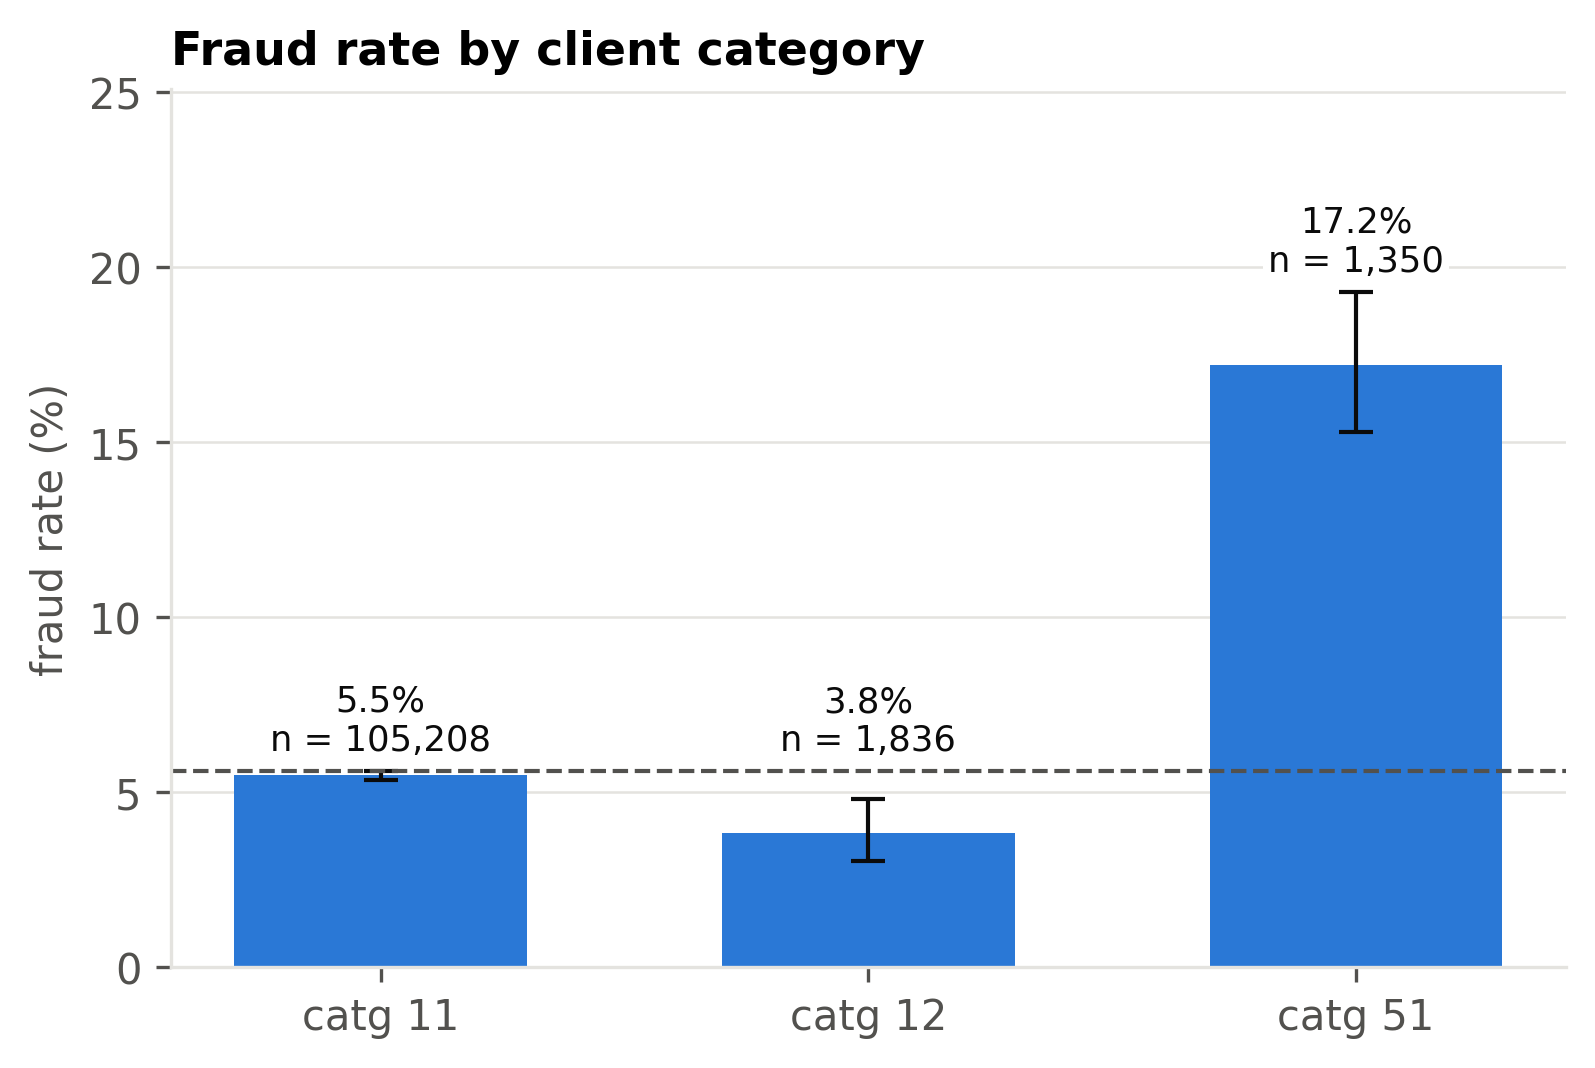 Fraud rate by client category
fraud rate (%)
25
20
15
10
5
0
5.5%
n = 105,208
3.8%
n = 1,836
17.2%
n = 1,350
catg 11
catg 12
catg 51